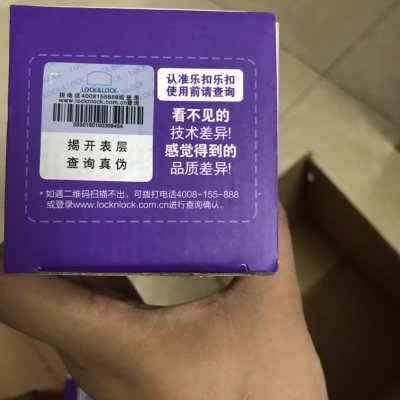 LOCK&LOCK
拨电话4008155888或登录
www.locknlock.com.cn查询
3555180160309454
揭开表层
查询真伪
认准乐扣乐扣
使用前请查询
看不见的
技术差异!
感觉得到的
品质差异!
*如遇二维码扫描不出，可拨打电话4008-155-888
或登录www.locknlock.com.cn进行查询确认。